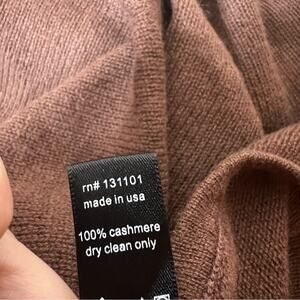 rn# 131101
made in usa
100% cashmere
dry clean only